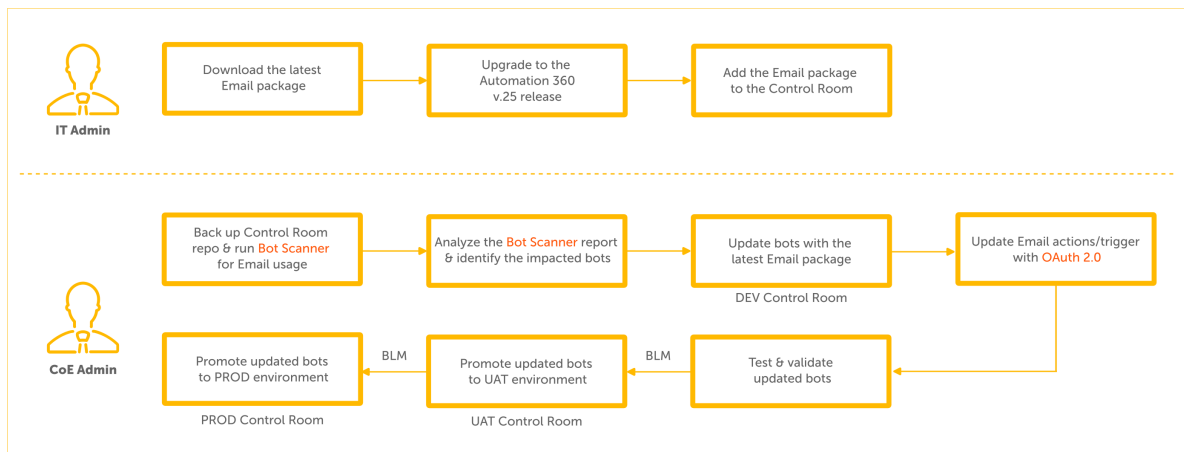 Download the latest
Email package
Upgrade to the
Automation 360
v.25 release
Add the Email package
to the Control Room
IT Admin
Back up Control Room
repo & run Bot Scanner
for Email usage
Analyze the Bot Scanner report
& identify the impacted bots
Update bots with the
latest Email package
DEV Control Room
Update Email actions/trigger
with OAuth 2.0
CoE Admin
Promote updated bots
to PROD environment
PROD Control Room
BLM
Promote updated bots
to UAT environment
UAT Control Room
BLM
Test & validate
updated bots